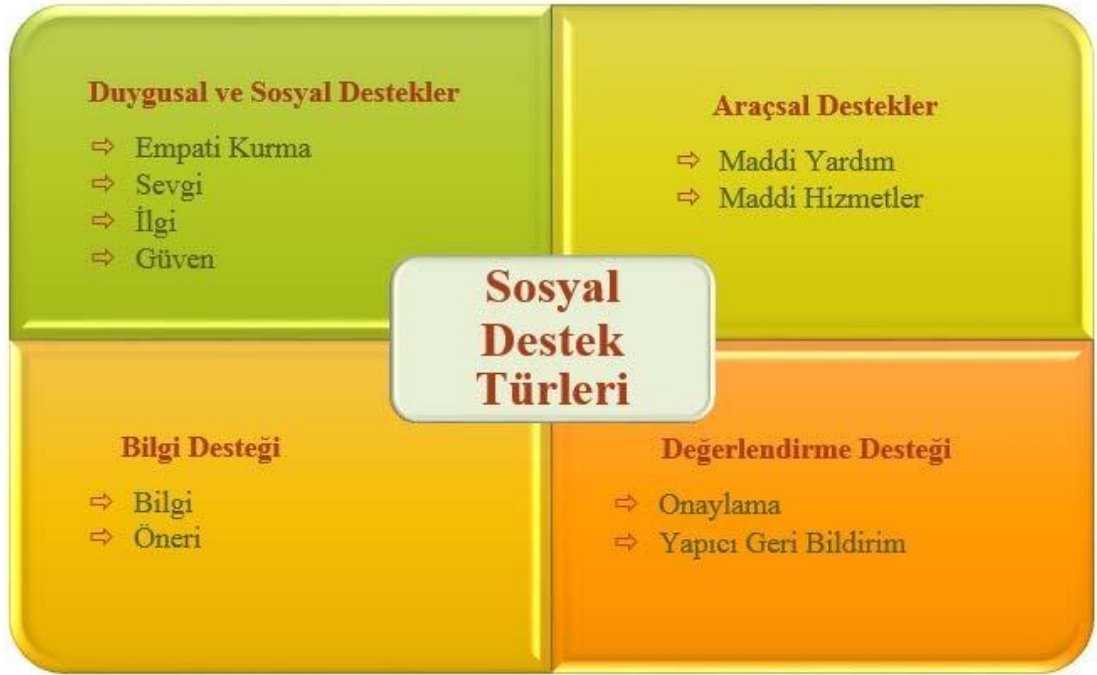 Duygusal ve Sosyal Destekler
⇨ Empati Kurma
⇨ Sevgi
⇨ İlgi
⇨ Güven
Araçsal Destekler
⇨ Maddi Yardım
⇨ Maddi Hizmetler
Sosyal
Destek
Türleri
Bilgi Desteği
⇨ Bilgi
⇨ Öneri
Değerlendirme Desteği
⇨ Onaylama
⇨ Yapıcı Geri Bildirim